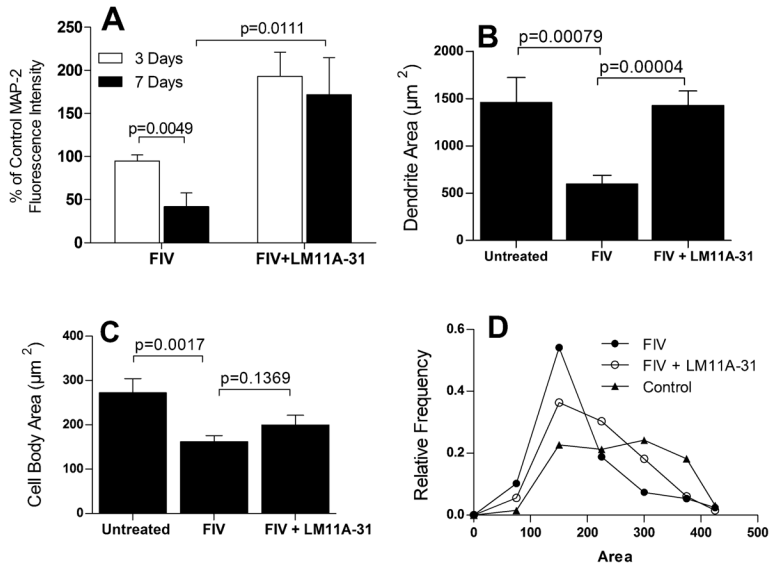 A
% of Control MAP-2
Fluorescence Intensity
250
200
150
100
50
0
3 Days
7 Days
p=0.0111
p=0.0049
FIV
FIV+LM11A-31
B
Dendrite Area (µm 2)
2000
1500
1000
500
0
p=0.00079
p=0.00004
Untreated
FIV
FIV + LM11A-31
C
Cell Body Area (µm 2)
400
300
200
100
0
p=0.0017
p=0.1369
Untreated
FIV
FIV + LM11A-31
D
Relative Frequency
0.6
0.4
0.2
0.0
FIV
FIV + LM11A-31
Control
0
100
200
300
400
500
Area